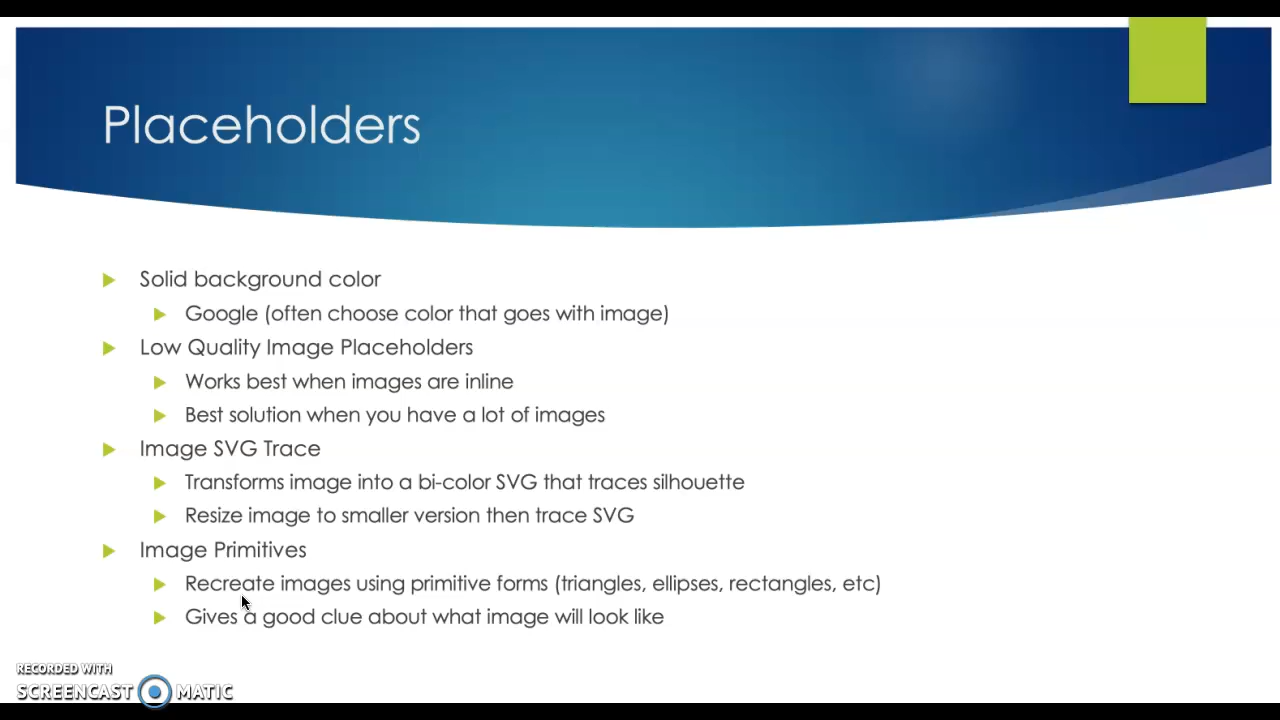 Placeholders
Solid background color
Google (often choose color that goes with image)
Low Quality Image Placeholders
Works best when images are inline
Best solution when you have a lot of images
Image SVG Trace
Transforms image into a bi-color SVG that traces silhouette
Resize image to smaller version then trace SVG
Image Primitives
Recreate images using primitive forms (triangles, ellipses, rectangles, etc)
Gives a good clue about what image will look like
RECORDED WITH
SCREENCAST MATIC